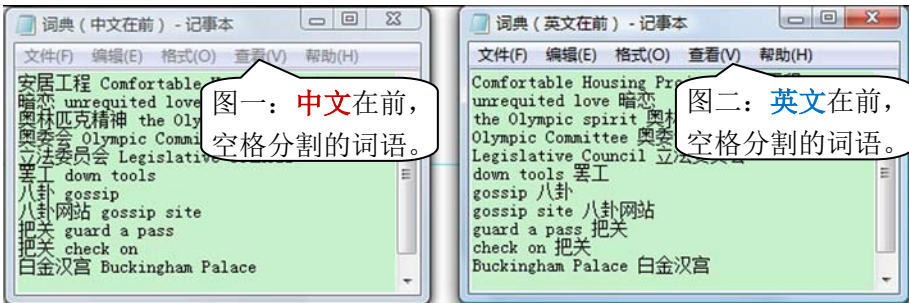 词典（中文在前） - 记事本
文件(F) 编辑(E) 格式(O) 查看(V) 帮助(H)
安居工程 Comfortable
暗恋 unrequited love
奥林匹克精神 the Oly
奥委会 Olympic Commi
立法委员会 Legislative
罢工 down tools
八卦 gossip
八卦网站 gossip site
把关 guard a pass
把关 check on
白金汉宫 Buckingham Palace
图一：中文在前，
空格分割的词语。
词典（英文在前） - 记事本
文件(F) 编辑(E) 格式(O) 查看(V) 帮助(H)
Comfortable Housing Pro
unrequited love 暗恋
the Olympic spirit
Olympic Committee 奥委
Legislative Council
down tools 罢工
gossip 八卦
gossip site 八卦网站
guard a pass 把关
check on 把关
Buckingham Palace 白金汉宫
图二：英文在前，
空格分割的词语。